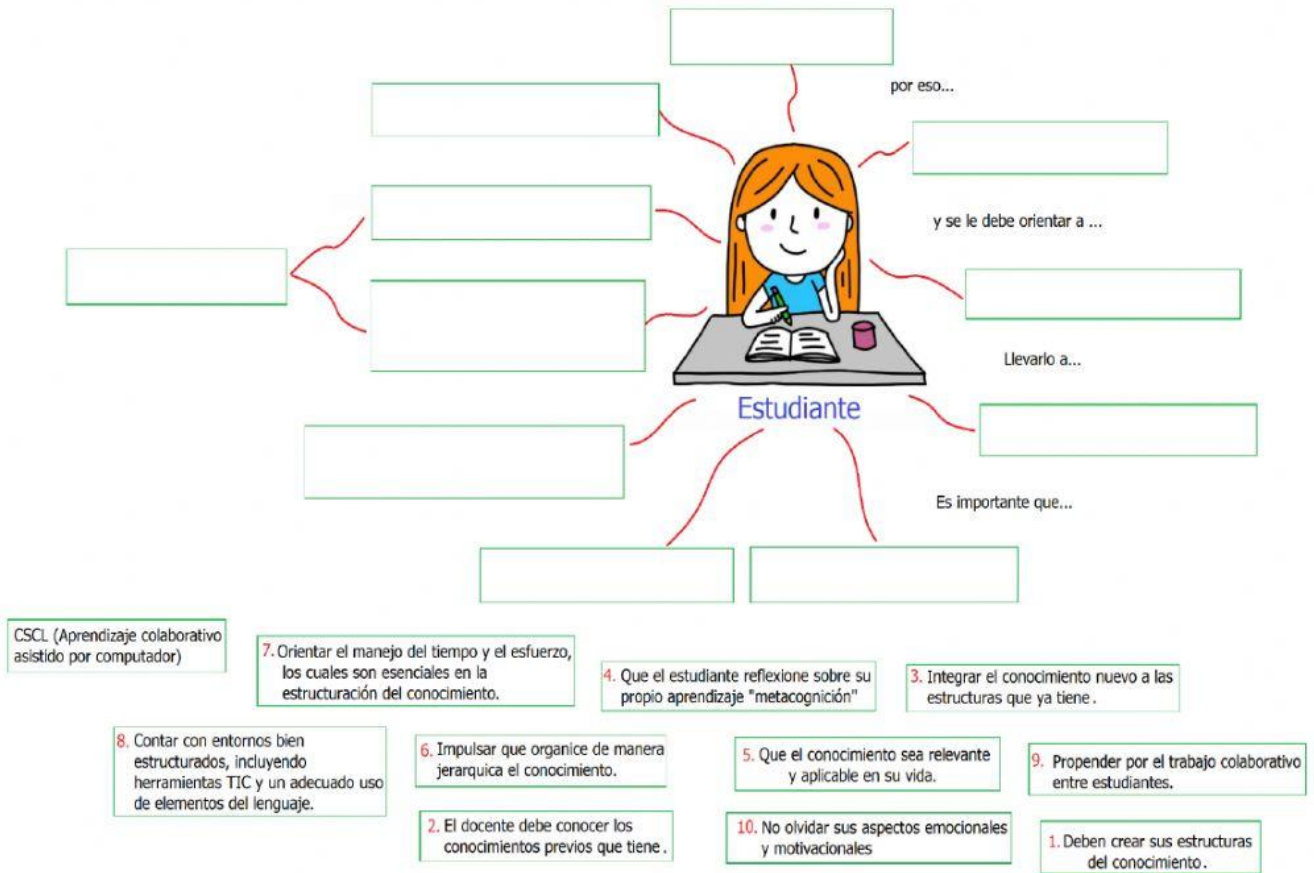 por eso...
y se le debe orientar a ...
Llevarlo a...
Estudiante
Es importante que...
CSCL (Aprendizaje colaborativo
asistido por computador)
7. Orientar el manejo del tiempo y el esfuerzo,
los cuales son esenciales en la
estructuración del conocimiento.
4. Que el estudiante reflexione sobre su
propio aprendizaje "metacognición"
3. Integrar el conocimiento nuevo a las
estructuras que ya tiene.
8. Contar con entornos bien
estructurados, incluyendo
herramientas TIC y un adecuado uso
de elementos del lenguaje.
6. Impulsar que organice de manera
jerarquica el conocimiento.
5. Que el conocimiento sea relevante
y aplicable en su vida.
9. Propender por el trabajo colaborativo
entre estudiantes.
2. El docente debe conocer los
conocimientos previos que tiene.
10. No olvidar sus aspectos emocionales
y motivacionales
1. Deben crear sus estructuras
del conocimiento.